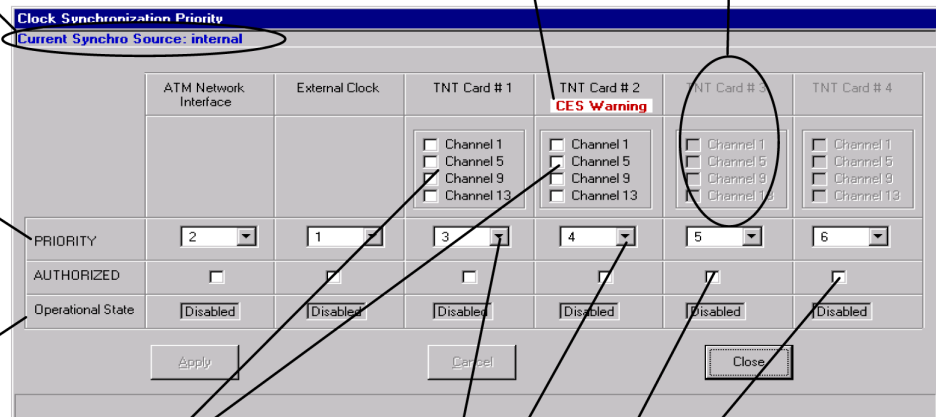 Clock Synchronization Priority
Current Synchro Source: internal
ATM Network Interface
External Clock
TNT Card # 1
TNT Card # 2
CES Warning
TNT Card # 3
TNT Card # 4
Channel 1
Channel 5
Channel 9
Channel 13
Channel 1
Channel 5
Channel 9
Channel 13
Channel 1
Channel 5
Channel 9
Channel 13
Channel 1
Channel 5
Channel 9
Channel 13
PRIORITY
2
1
3
4
5
6
AUTHORIZED
Operational State
Disabled
Disabled
Disabled
Disabled
Disabled
Disabled
Apply
Cancel
Close